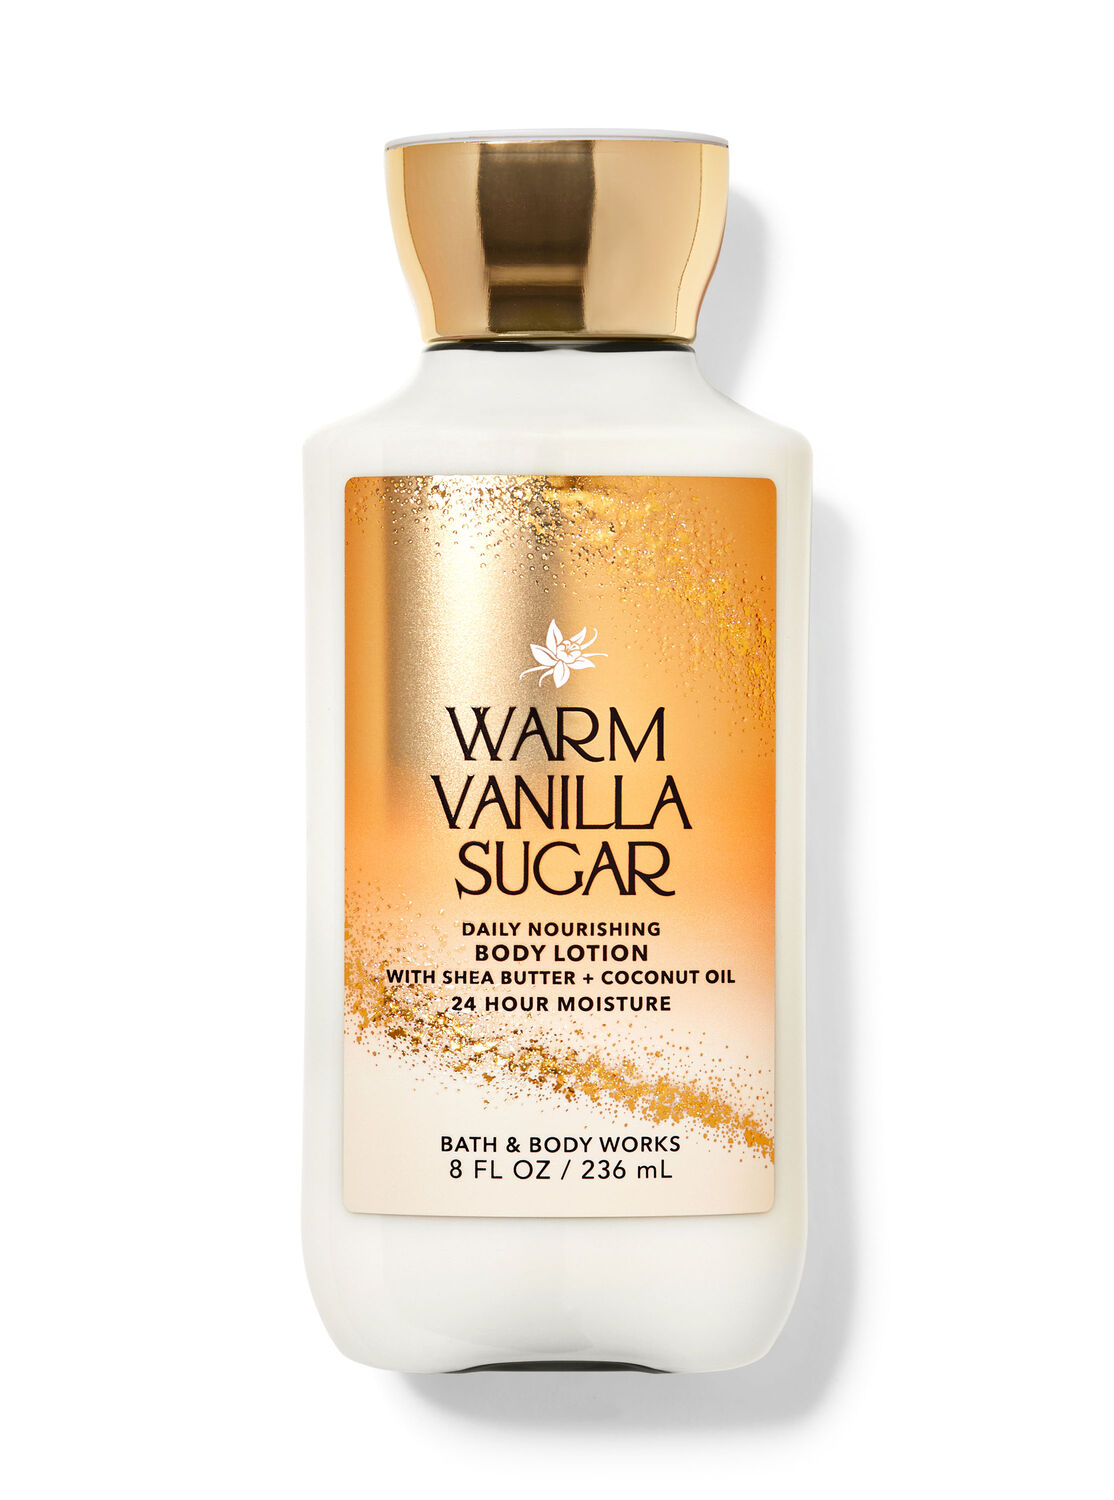 WARM
VANILLA
SUGAR
DAILY NOURISHING
BODY LOTION
WITH SHEA BUTTER + COCONUT OIL
24 HOUR MOISTURE
BATH & BODY WORKS
8 FL OZ / 236 mL